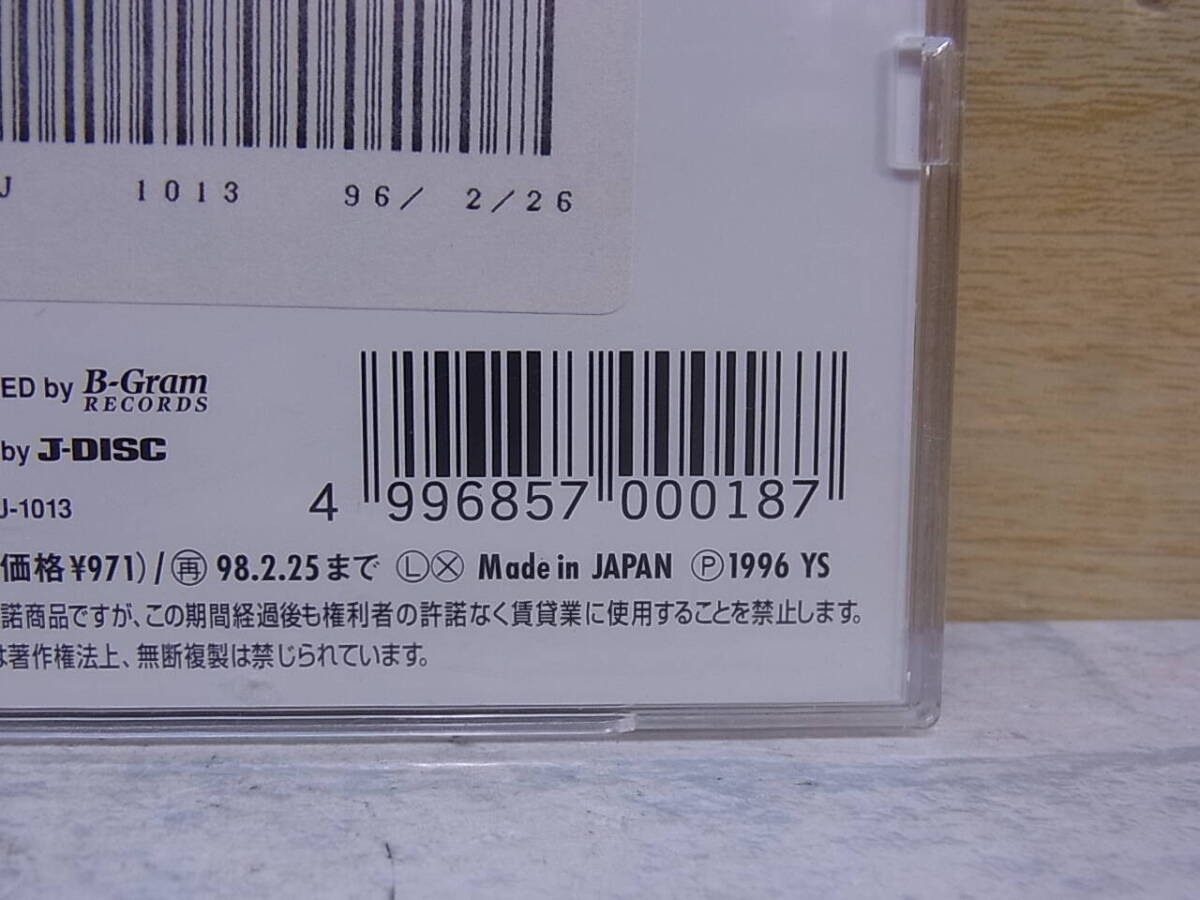 J 1013 96/ 2/26
ED by B-Gram RECORDS
by J-DISC
J-1013
4 996857 000187
価格¥971)/再 98.2.25まで ⓁⓍ Made in JAPAN Ⓟ1996 YS
諾商品ですが、この期間経過後も権利者の許諾なく賃貸業に使用することを禁止します。
は著作権法上、無断複製は禁じられています。